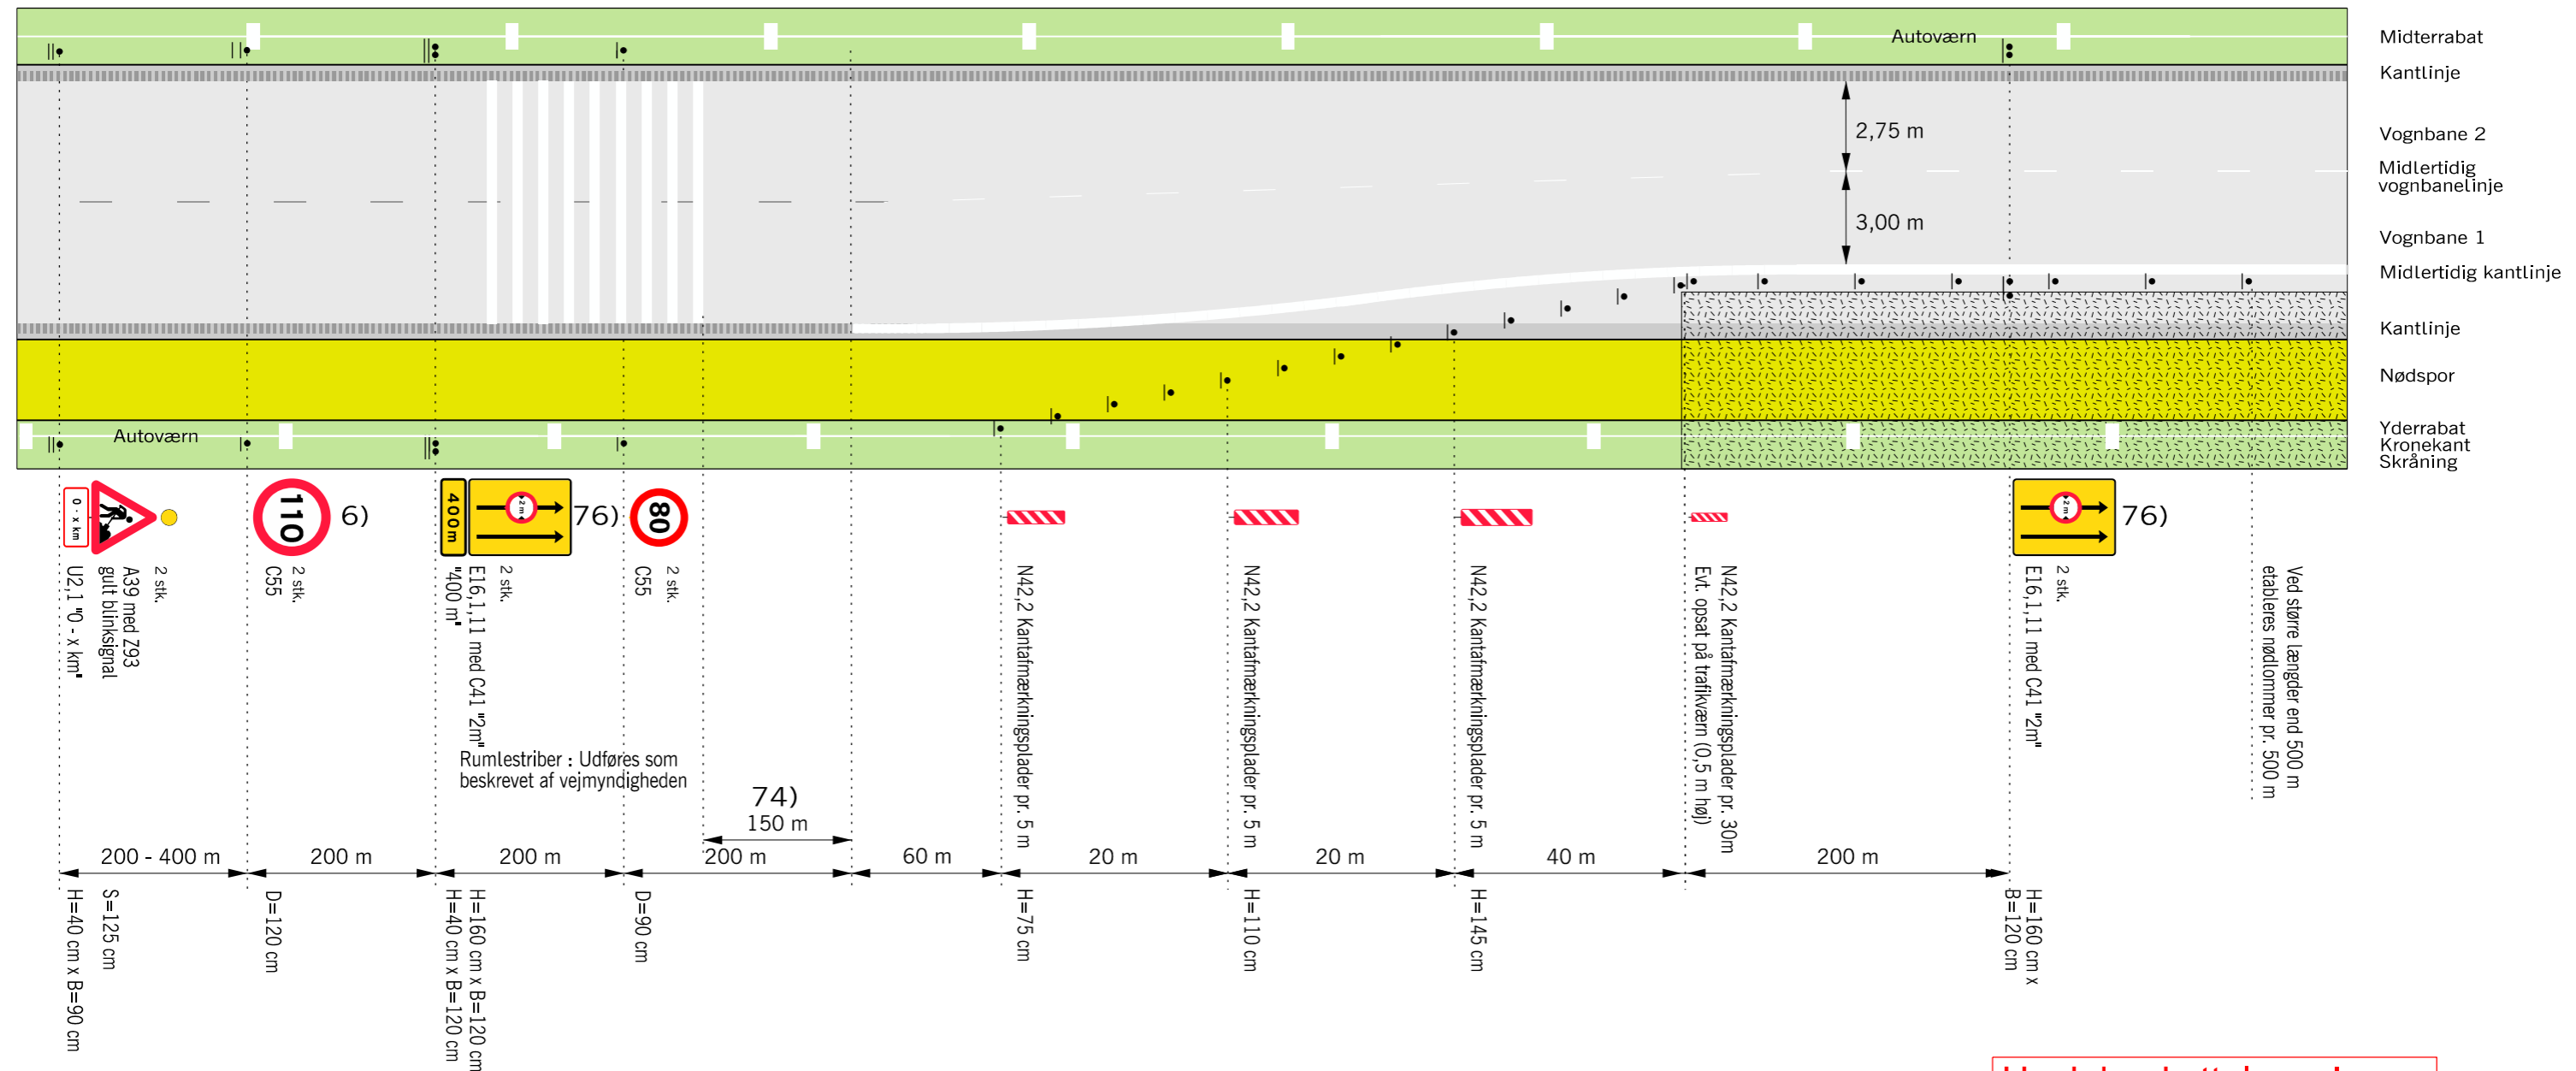 Autoværn
Midterrabat
Kantlinje
2,75 m
Vognbane 2
Midlertidig
vognbanelinje
3,00 m
Vognbane 1
Midlertidig kantlinje
Kantlinje
Nødspor
Autoværn
Yderrabat
Kronekant
Skråning
0 - x km
110
6)
400m
2 m
76)
80
2 m
76)
2 stk.
A39 med Z93
gult blinksignal
U2,1 "0 - x km"
2 stk.
C55
2 stk.
E16,1,11 med C41 "2m"
"400 m"
2 stk.
C55
N42,2 Kantafmærkningsplader pr. 5 m
N42,2 Kantafmærkningsplader pr. 5 m
N42,2 Kantafmærkningsplader pr. 5 m
N42,2 Kantafmærkningsplader pr. 30m
Evt. opsat på trafikværn (0,5 m høj)
2 stk.
E16,1,11 med C41 "2m"
Ved større længder end 500 m
etableres nødlommer pr. 500 m
Rumlestriber : Udføres som
beskrevet af vejmyndigheden
74)
150 m
200 - 400 m
200 m
200 m
200 m
60 m
20 m
20 m
40 m
200 m
S=125 cm
H=40 cm x B=90 cm
D=120 cm
H=160 cm x B=120 cm
H=40 cm x B=120 cm
D=90 cm
H=75 cm
H=110 cm
H=145 cm
H=160 cm x
B=120 cm